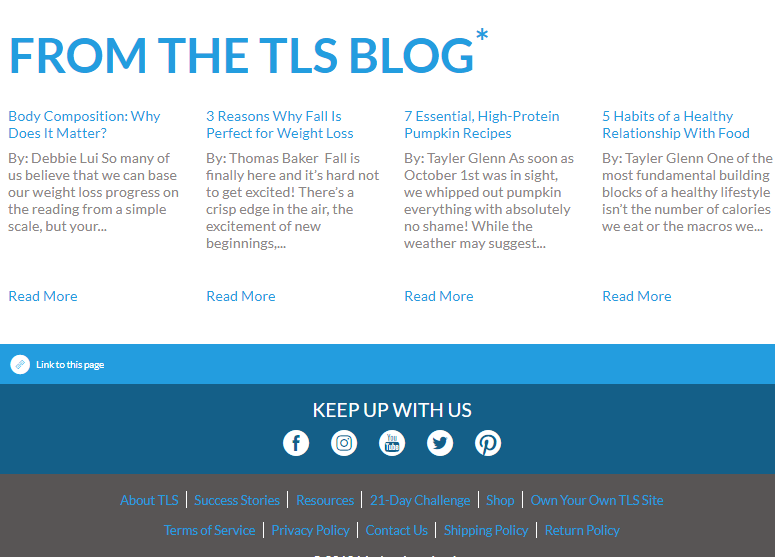 FROM THE TLS BLOG*
Body Composition: Why
Does It Matter?
By: Debbie Lui So many of
us believe that we can base
our weight loss progress on
the reading from a simple
scale, but your...
Read More
3 Reasons Why Fall Is
Perfect for Weight Loss
By: Thomas Baker  Fall is
finally here and it's hard not
to get excited! There's a
crisp edge in the air, the
excitement of new
beginnings,...
Read More
7 Essential, High-Protein
Pumpkin Recipes
By: Tayler Glenn As soon as
October 1st was in sight,
we whipped out pumpkin
everything with absolutely
no shame! While the
weather may suggest...
Read More
5 Habits of a Healthy
Relationship With Food
By: Tayler Glenn One of the
most fundamental building
blocks of a healthy lifestyle
isn't the number of calories
we eat or the macros we...
Read More
Link to this page
KEEP UP WITH US
You Tube
About TLS | Success Stories | Resources | 21-Day Challenge | Shop | Own Your Own TLS Site
Terms of Service | Privacy Policy | Contact Us | Shipping Policy | Return Policy